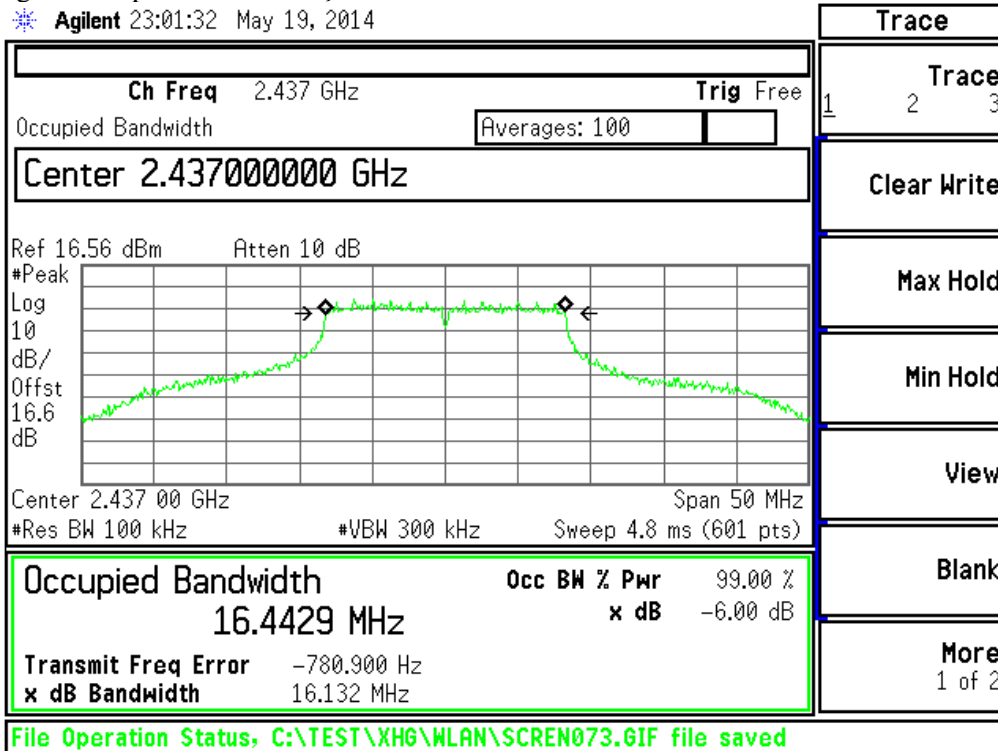 Agilent 23:01:32 May 19, 2014
Trace
Ch Freq 2.437 GHz Trig Free
Occupied Bandwidth Averages: 100
Center 2.437000000 GHz
Ref 16.56 dBm Atten 10 dB
#Peak
Log
10
dB/
Offst
16.6
dB
Center 2.437 00 GHz Span 50 MHz
#Res BW 100 kHz #VBW 300 kHz Sweep 4.8 ms (601 pts)
Occupied Bandwidth Occ BW % Pwr 99.00 %
16.4429 MHz x dB -6.00 dB
Transmit Freq Error -780.900 Hz
x dB Bandwidth 16.132 MHz
File Operation Status, C:\TEST\XHG\WLAN\SCREN073.GIF file saved
Trace
1 2 3
Clear Write
Max Hold
Min Hold
View
Blank
More
1 of 2